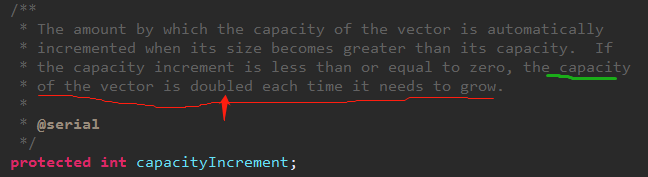 /**
* The amount by which the capacity of the vector is automatically
* incremented when its size becomes greater than its capacity.  If
* the capacity increment is less than or equal to zero, the capacity
* of the vector is doubled each time it needs to grow.
*
* @serial
*/
protected int capacityIncrement;